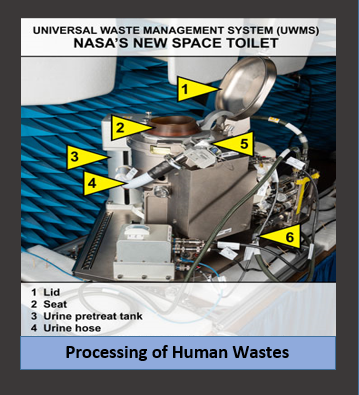 UNIVERSAL WASTE MANAGEMENT SYSTEM (UWMS)
NASA'S NEW SPACE TOILET
1
2
3
4
5
6
1 Lid
2 Seat
3 Urine pretreat tank
4 Urine hose
Processing of Human Wastes